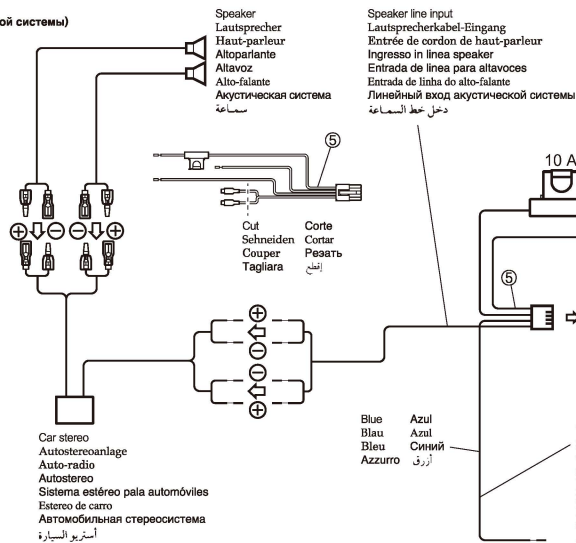 ой системы)
Speaker
Lautsprecher
Haut-parleur
Altoparlante
Altavoz
Alto-falante
Акустическая система
سماعة
Speaker line input
Lautsprecherkabel-Eingang
Entrée de cordon de haut-parleur
Ingresso in linea speaker
Entrada de linea para altavoces
Entrada de linha do alto-falante
Линейный вход акустической системы
دخل خط السماعة
5
10 A
Cut Corte
Sehneiden Cortar
Couper Резать
Tagliara إقطع
+ - - +
5
+
-
-
+
Blue Azul
Blau Azul
Bleu Синий
Azzurro أزرق
Car stereo
Autostereoanlage
Auto-radio
Autostereo
Sistema estéreo pala automóviles
Estereo de carro
Автомобильная стереосистема
أستريو السيارة